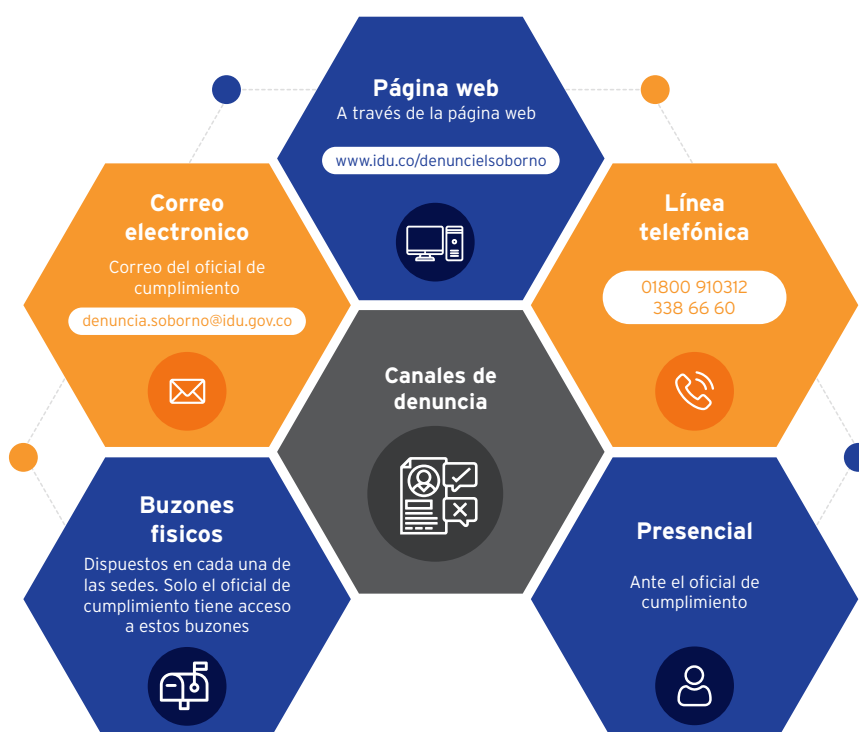 Página web
A través de la página web
www.idu.co/denuncielsoborno
Correo
electronico
Correo del oficial de
cumplimiento
denuncia.soborno@idu.gov.co
Línea
telefónica
01800 910312
338 66 60
Canales de
denuncia
Buzones
fisicos
Dispuestos en cada una de
las sedes. Solo el oficial de
cumplimiento tiene acceso
a estos buzones
Presencial
Ante el oficial de
cumplimiento